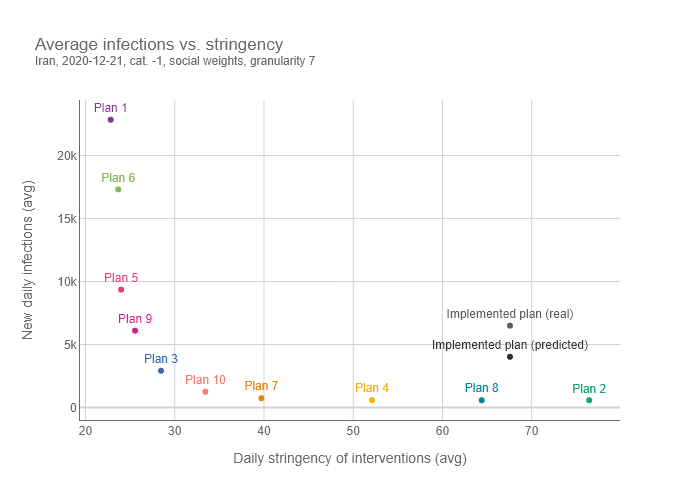 Average infections vs. stringency
Iran, 2020-12-21, cat. -1, social weights, granularity 7
New daily infections (avg)
20k
15k
10k
5k
0
Plan 1
Plan 6
Plan 5
Plan 9
Plan 3
Plan 10
Plan 7
Plan 4
Plan 8
Plan 2
Implemented plan (real)
Implemented plan (predicted)
20
30
40
50
60
70
Daily stringency of interventions (avg)